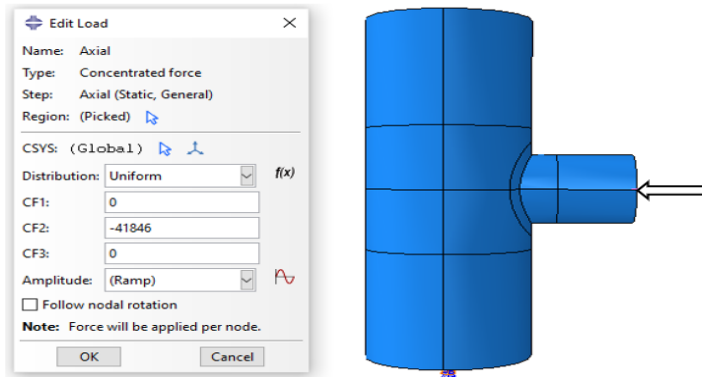 Edit Load
Name: Axial
Type: Concentrated force
Step: Axial (Static, General)
Region: (Picked)
CSYS: (Global)
Distribution: Uniform f(x)
CF1: 0
CF2: -41846
CF3: 0
Amplitude: (Ramp)
Follow nodal rotation
Note: Force will be applied per node.
OK Cancel